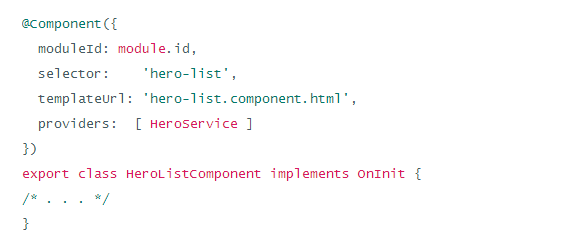 @Component({
  moduleId: module.id,
  selector:    'hero-list',
  templateUrl: 'hero-list.component.html',
  providers:  [ HeroService ]
})
export class HeroListComponent implements OnInit {
/* . . . */
}